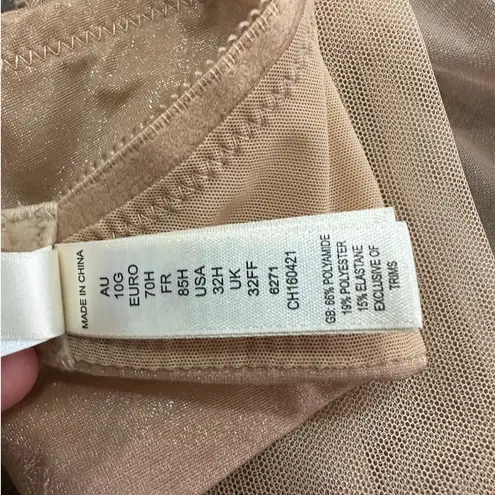 MADE IN CHINA
AU
10G
EURO
70H
FR
85H
USA
32H
UK
32FF
6271
CH160421
GB: 66% POLYAMIDE
19% POLYESTER
15% ELASTANE
EXCLUSIVE OF
TRIMS